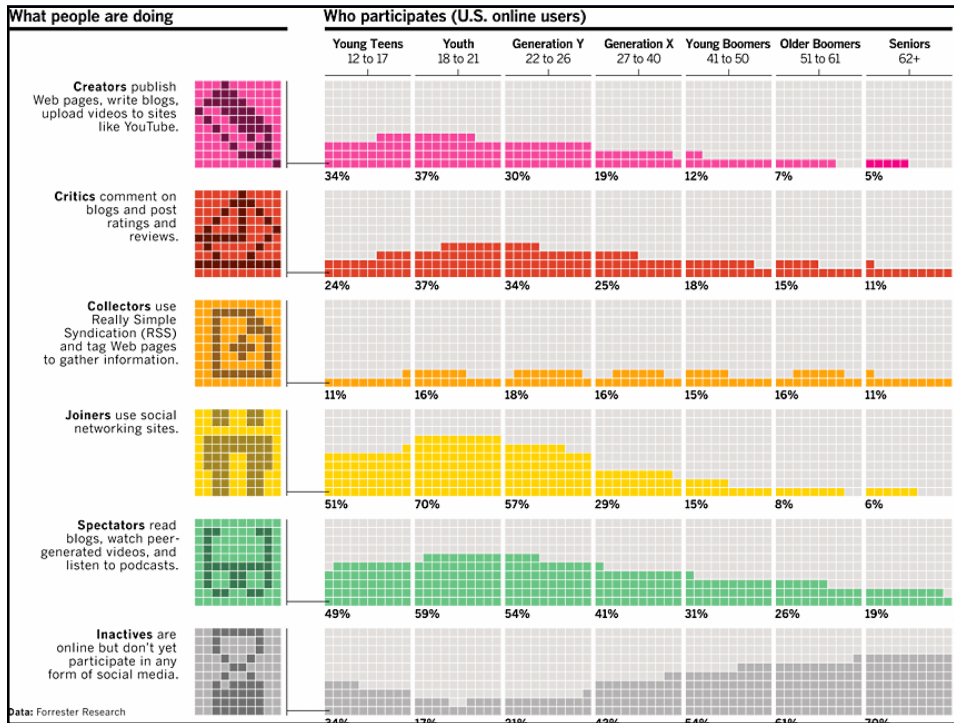 What people are doing
Who participates (U.S. online users)
Young Teens
12 to 17
Youth
18 to 21
Generation Y
22 to 26
Generation X
27 to 40
Young Boomers
41 to 50
Older Boomers
51 to 61
Seniors
62+
Creators publish
Web pages, write blogs,
upload videos to sites
like YouTube.
34% 37% 30% 19% 12% 7% 5%
Critics comment on
blogs and post
ratings and
reviews.
24% 37% 34% 25% 18% 15% 11%
Collectors use
Really Simple
Syndication (RSS)
and tag Web pages
to gather information.
11% 16% 18% 16% 15% 16% 11%
Joiners use social
networking sites.
51% 70% 57% 29% 15% 8% 6%
Spectators read
blogs, watch peer-
generated videos, and
listen to podcasts.
49% 59% 54% 41% 31% 26% 19%
Inactives are
online but don't yet
participate in any
form of social media.
34% 17% 21% 42% 54% 61% 70%
Data: Forrester Research